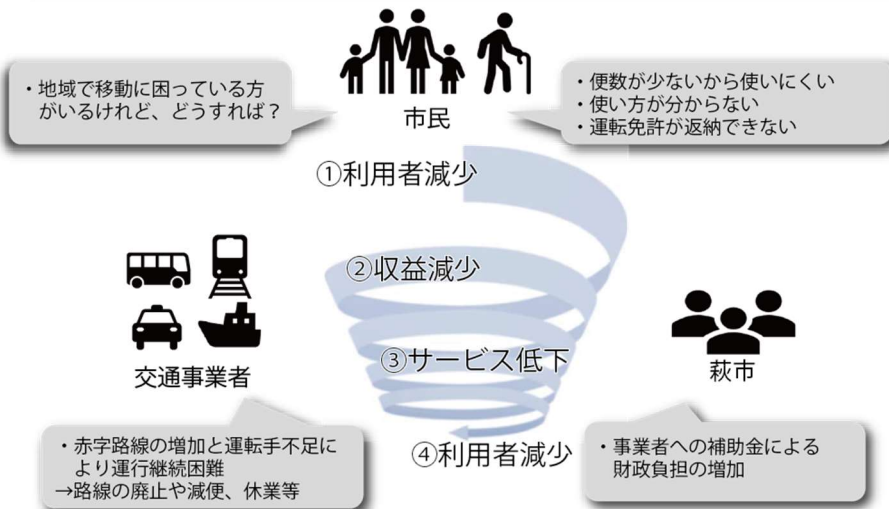 ・地域で移動に困っている方
がいるけれど、どうすれば？
市民
・便数が少ないから使いにくい
・使い方が分からない
・運転免許が返納できない
①利用者減少
②収益減少
③サービス低下
④利用者減少
交通事業者
萩市
・赤字路線の増加と運転手不足に
より運行継続困難
→路線の廃止や減便、休業等
・事業者への補助金による
財政負担の増加